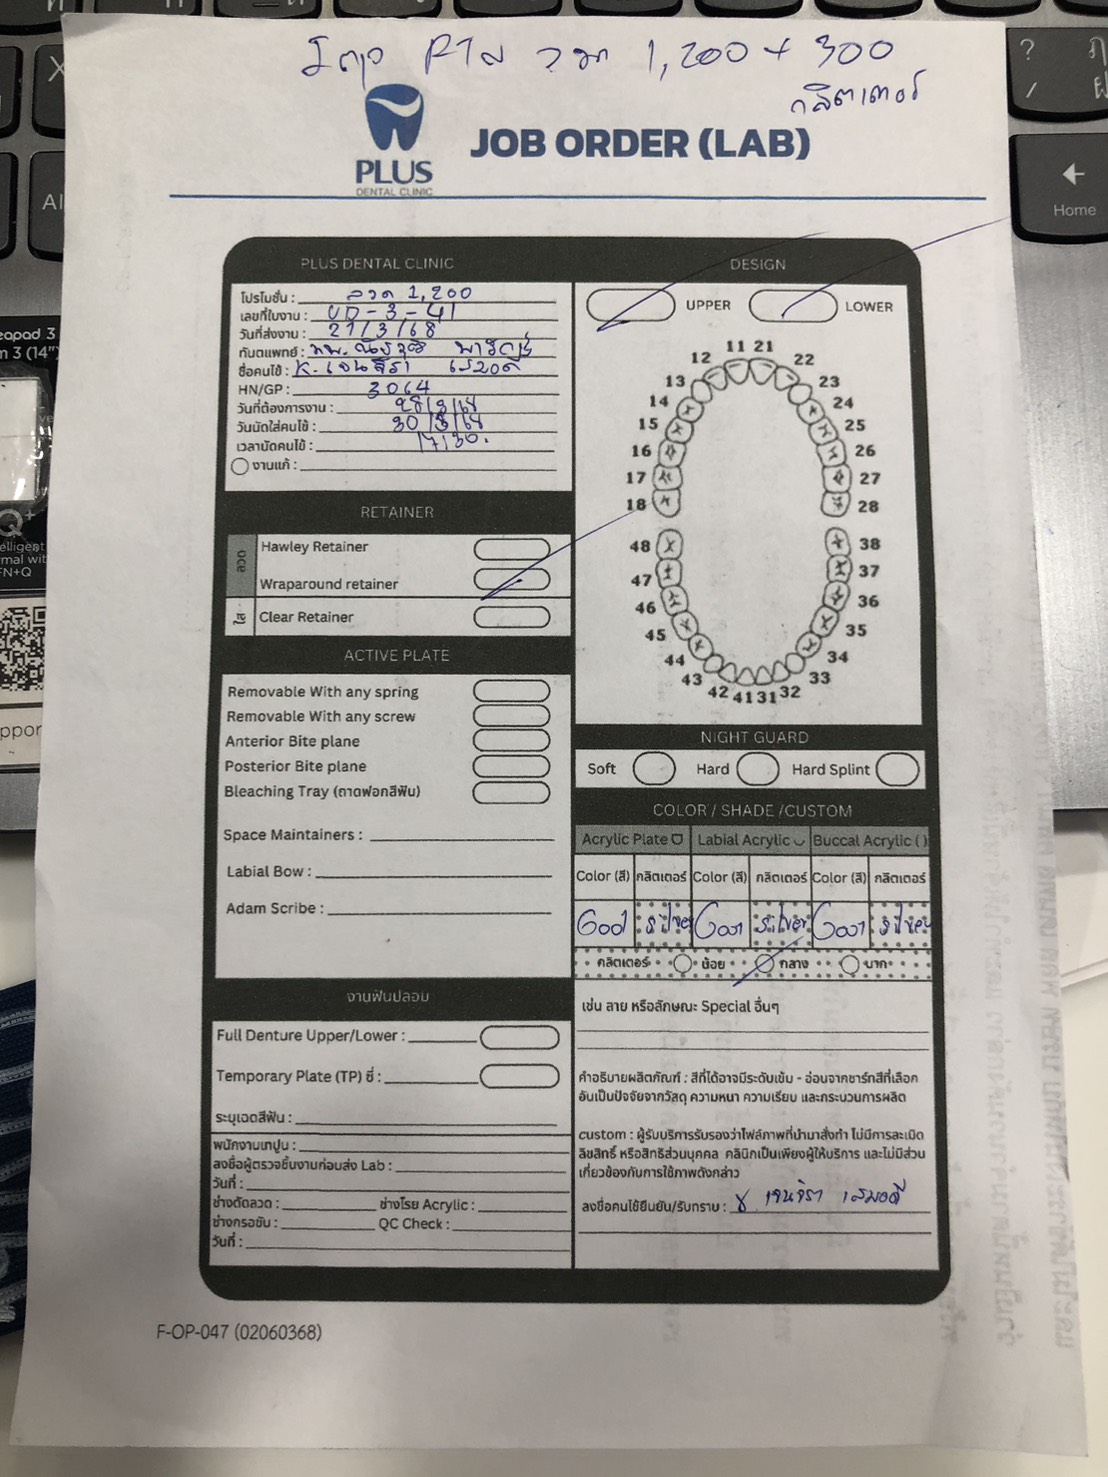 1,200 + 300
กลิตเตอร์
PLUS
DENTAL CLINIC
JOB ORDER (LAB)
PLUS DENTAL CLINIC
โปรโมชั่น : ลวด 1,200
เลขที่ใบงาน : UD-3-41
วันที่ส่งงาน : 27/3/68
ทันตแพทย์ : ทพ.
ชื่อคนไข้ : K. เจนจิรา เสมอดี
HN/GP : 3064
วันที่ต้องการงาน : 28/3/68
วันนัดใส่คนไข้ : 30/3/68
เวลานัดคนไข้ : 17.30.
งานแก้ :
RETAINER
ลวด
Hawley Retainer
Wraparound retainer
ใส
Clear Retainer
ACTIVE PLATE
Removable With any spring
Removable With any screw
Anterior Bite plane
Posterior Bite plane
Bleaching Tray (ถาดฟอกสีฟัน)
Space Maintainers :
Labial Bow :
Adam Scribe :
งานฟันปลอม
Full Denture Upper/Lower :
Temporary Plate (TP) ซี่ :
ระบุเฉดสีฟัน :
พนักงานเทปูน :
ลงชื่อผู้ตรวจชิ้นงานก่อนส่ง Lab :
วันที่ :
ช่างดัดลวด : ช่างโรย Acrylic :
ช่างกรอขัด : QC Check :
วันที่ :
DESIGN
UPPER LOWER
11 21
12 22
13 23
14 24
15 25
16 26
17 27
18 28
48 38
47 37
46 36
45 35
44 34
43 33
42 41 31 32
NIGHT GUARD
Soft Hard Hard Splint
COLOR / SHADE /CUSTOM
Acrylic Plate Labial Acrylic Buccal Acrylic ( )
Color (สี) กลิตเตอร์ Color (สี) กลิตเตอร์ Color (สี) กลิตเตอร์
silver silver silver
กลิตเตอร์ น้อย กลาง มาก
เช่น ลาย หรือลักษณะ Special อื่นๆ
คำอธิบายผลิตภัณฑ์ : สีที่ได้อาจมีระดับเข้ม - อ่อนจากชาร์ทสีที่เลือก
อันเป็นปัจจัยจากวัสดุ ความหนา ความเรียบ และกระบวนการผลิต
custom : ผู้รับบริการรับรองว่าไฟล์ภาพที่นำมาสั่งทำ ไม่มีการละเมิด
ลิขสิทธิ์ หรือสิทธิส่วนบุคคล คลินิกเป็นเพียงผู้ให้บริการ และไม่มีส่วน
เกี่ยวข้องกับการใช้ภาพดังกล่าว
ลงชื่อคนไข้ยืนยัน/รับทราบ : เจนจิรา เสมอดี
F-OP-047 (02060368)
Home